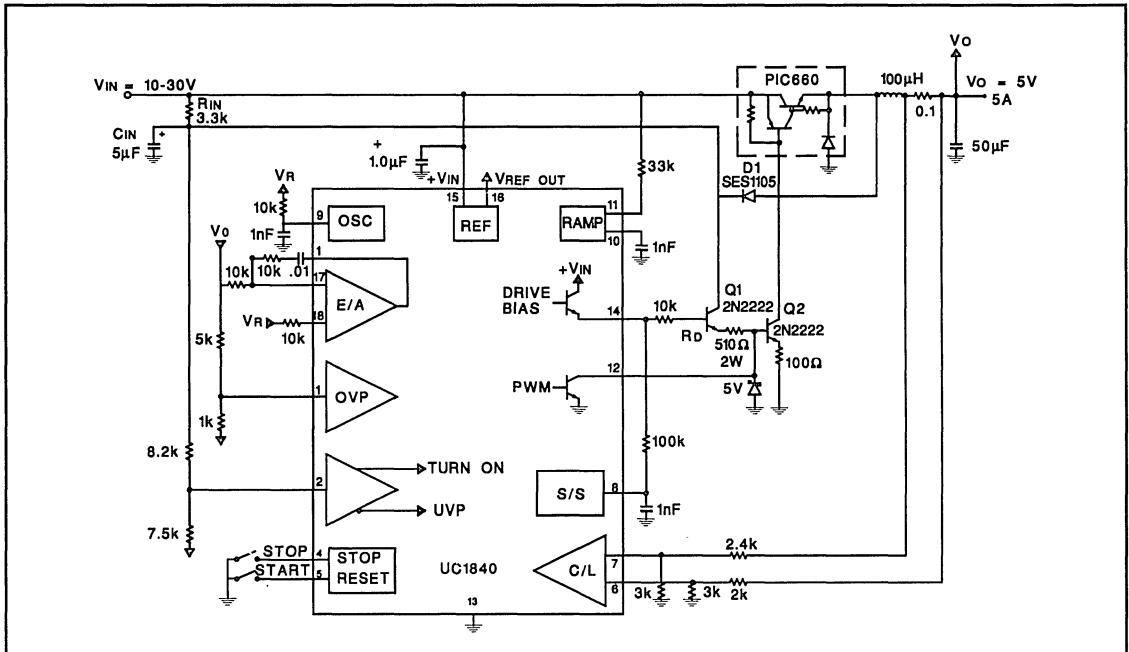 VO
PIC660
VIN = 10-30V
100µH
VO = 5V
5A
RIN
3.3k
0.1
CIN
5µF
+
+
1.0µF
33k
50µF
D1
SES1105
+VIN
VREF OUT
VR
10k
9
OSC
15
16
REF
11
RAMP
10
1nF
1nF
VO
1
10k
10k
.01
17
E/A
18
VR
10k
+VIN
DRIVE
BIAS
14
10k
Q1
2N2222
RD
510Ω
2W
Q2
2N2222
100Ω
5k
12
PWM
5V
1
OVP
1k
100k
8.2k
2
TURN ON
UVP
S/S
8
1nF
7.5k
STOP
4
STOP
START
5
RESET
UC1840
C/L
7
6
2.4k
3k
3k
2k
13